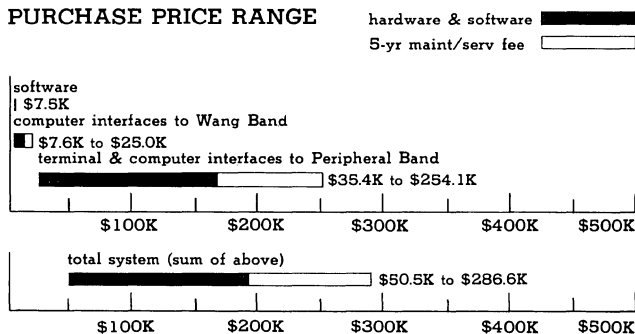 PURCHASE PRICE RANGE
hardware & software
5-yr maint/serv fee
software
$7.5K
computer interfaces to Wang Band
$7.6K to $25.0K
terminal & computer interfaces to Peripheral Band
$35.4K to $254.1K
$100K $200K $300K $400K $500K
total system (sum of above)
$50.5K to $286.6K
$100K $200K $300K $400K $500K